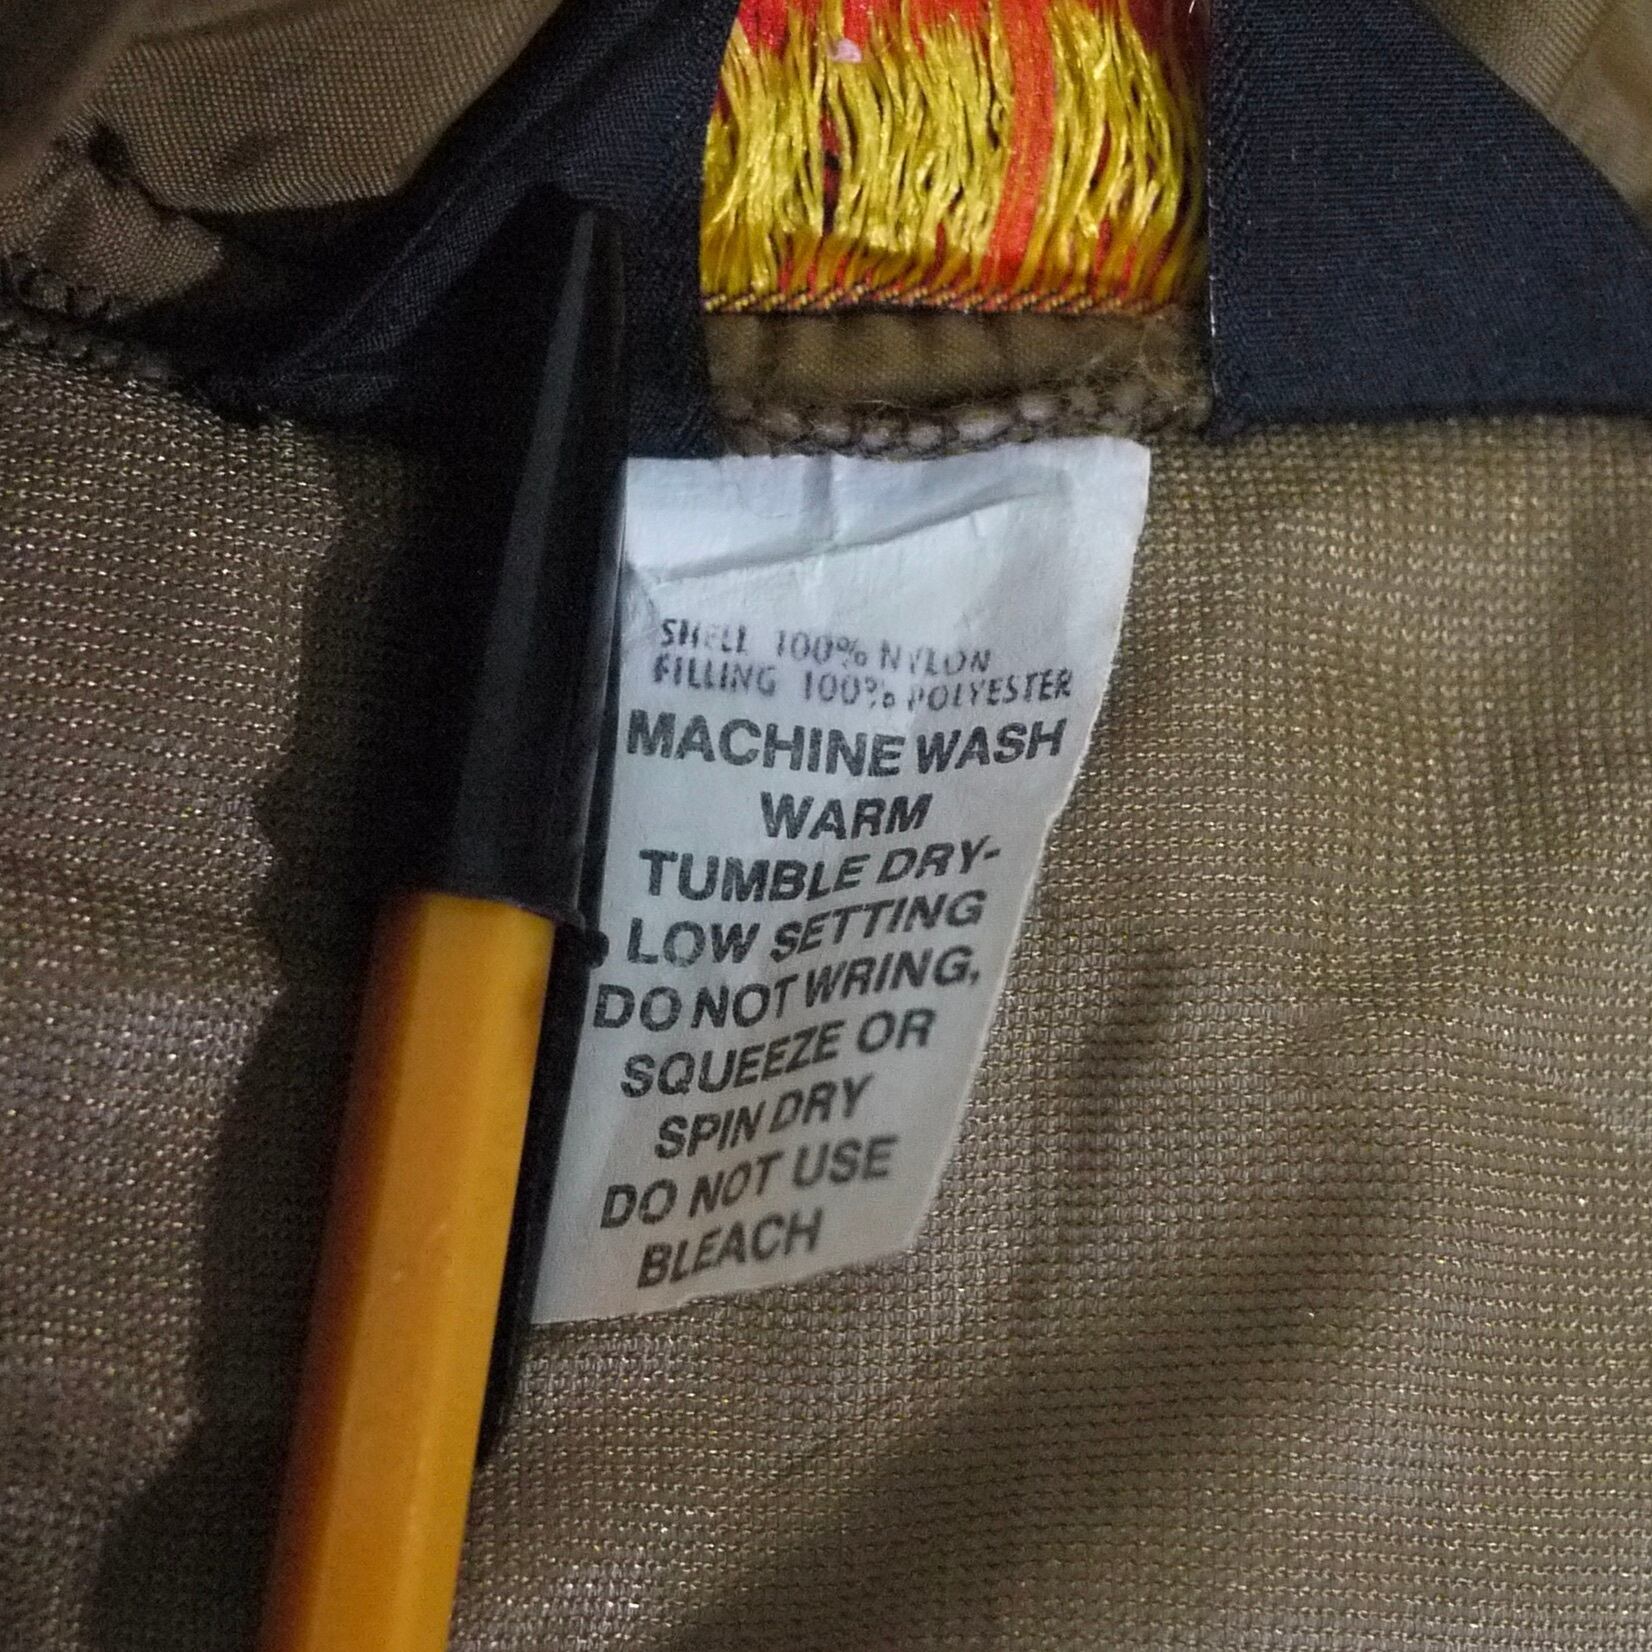 SHELL 100% NYLON
FILLING 100% POLYESTER
MACHINE WASH
WARM
TUMBLE DRY-
LOW SETTING
DO NOT WRING,
SQUEEZE OR
SPIN DRY
DO NOT USE
BLEACH